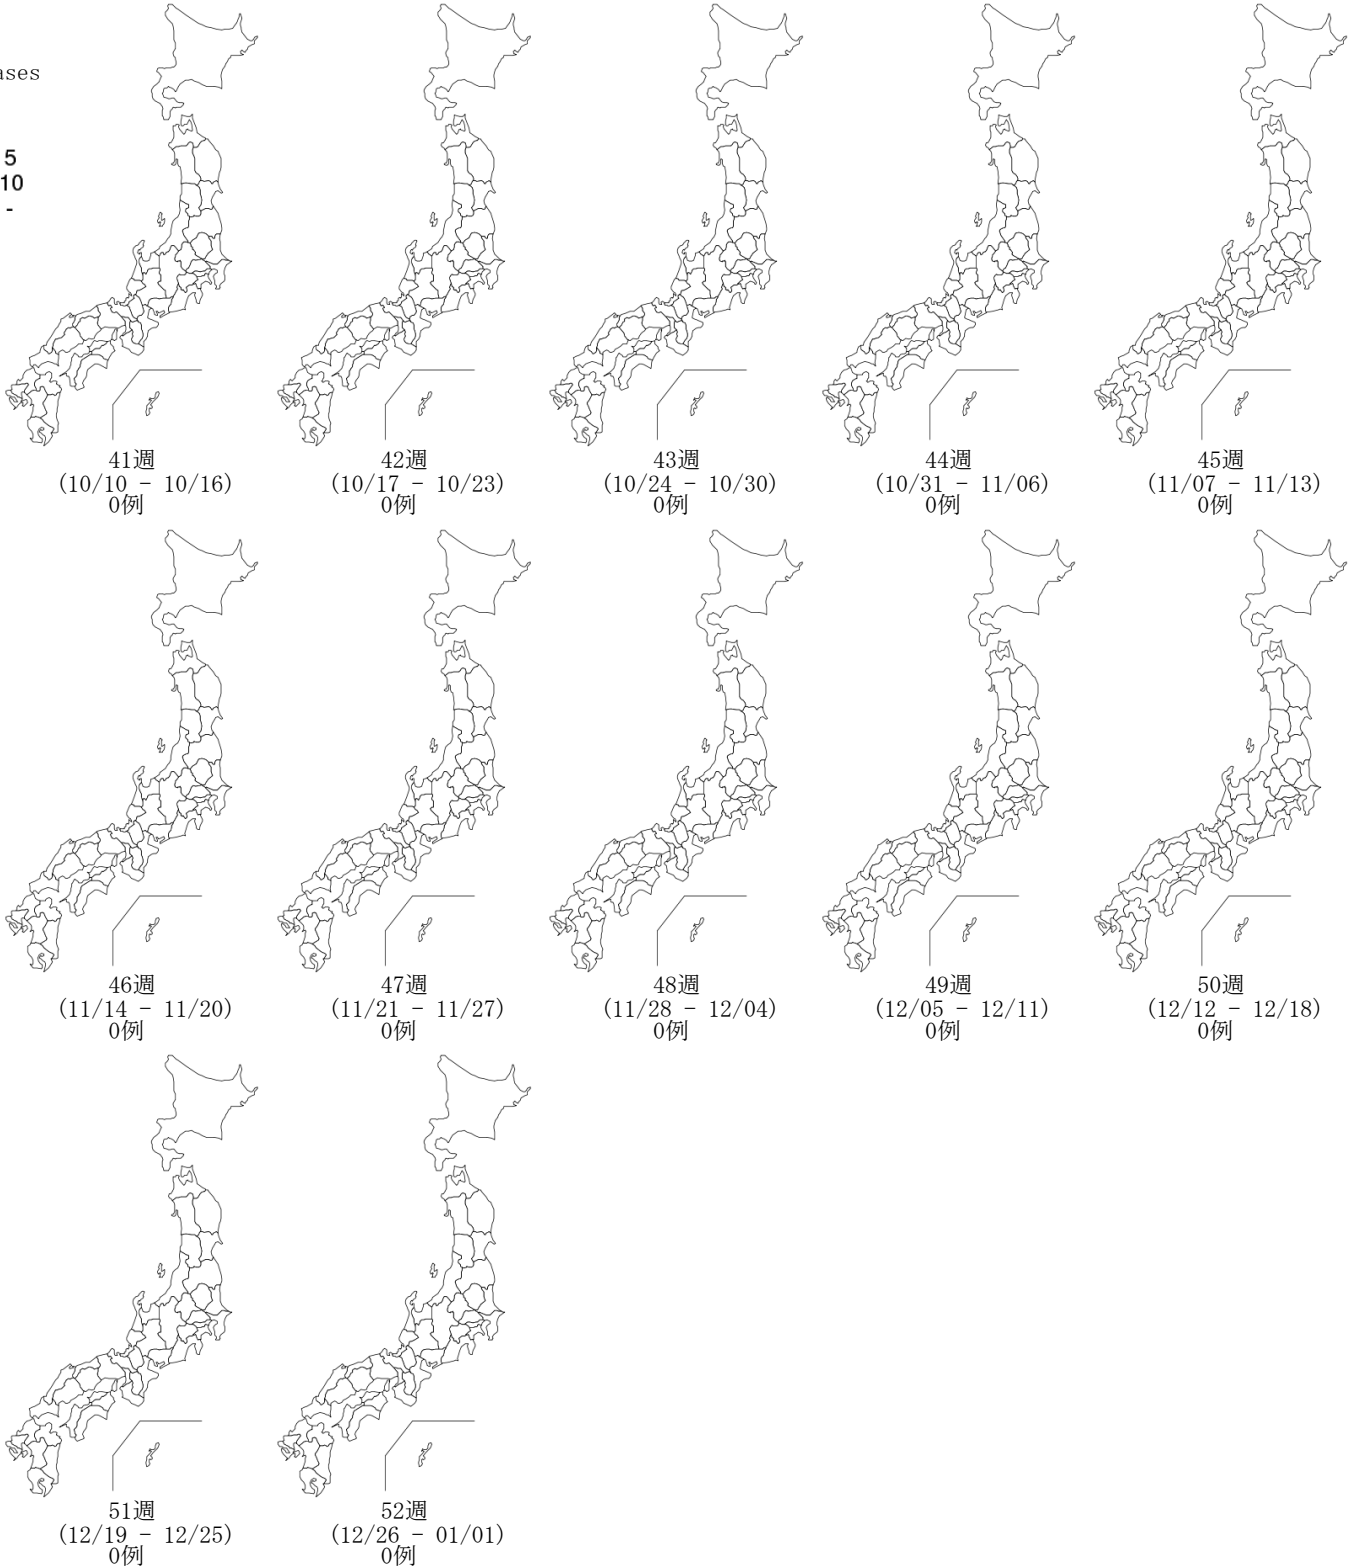 ases
5
10
-
41週
(10/10 - 10/16)
0例
42週
(10/17 - 10/23)
0例
43週
(10/24 - 10/30)
0例
44週
(10/31 - 11/06)
0例
45週
(11/07 - 11/13)
0例
46週
(11/14 - 11/20)
0例
47週
(11/21 - 11/27)
0例
48週
(11/28 - 12/04)
0例
49週
(12/05 - 12/11)
0例
50週
(12/12 - 12/18)
0例
51週
(12/19 - 12/25)
0例
52週
(12/26 - 01/01)
0例